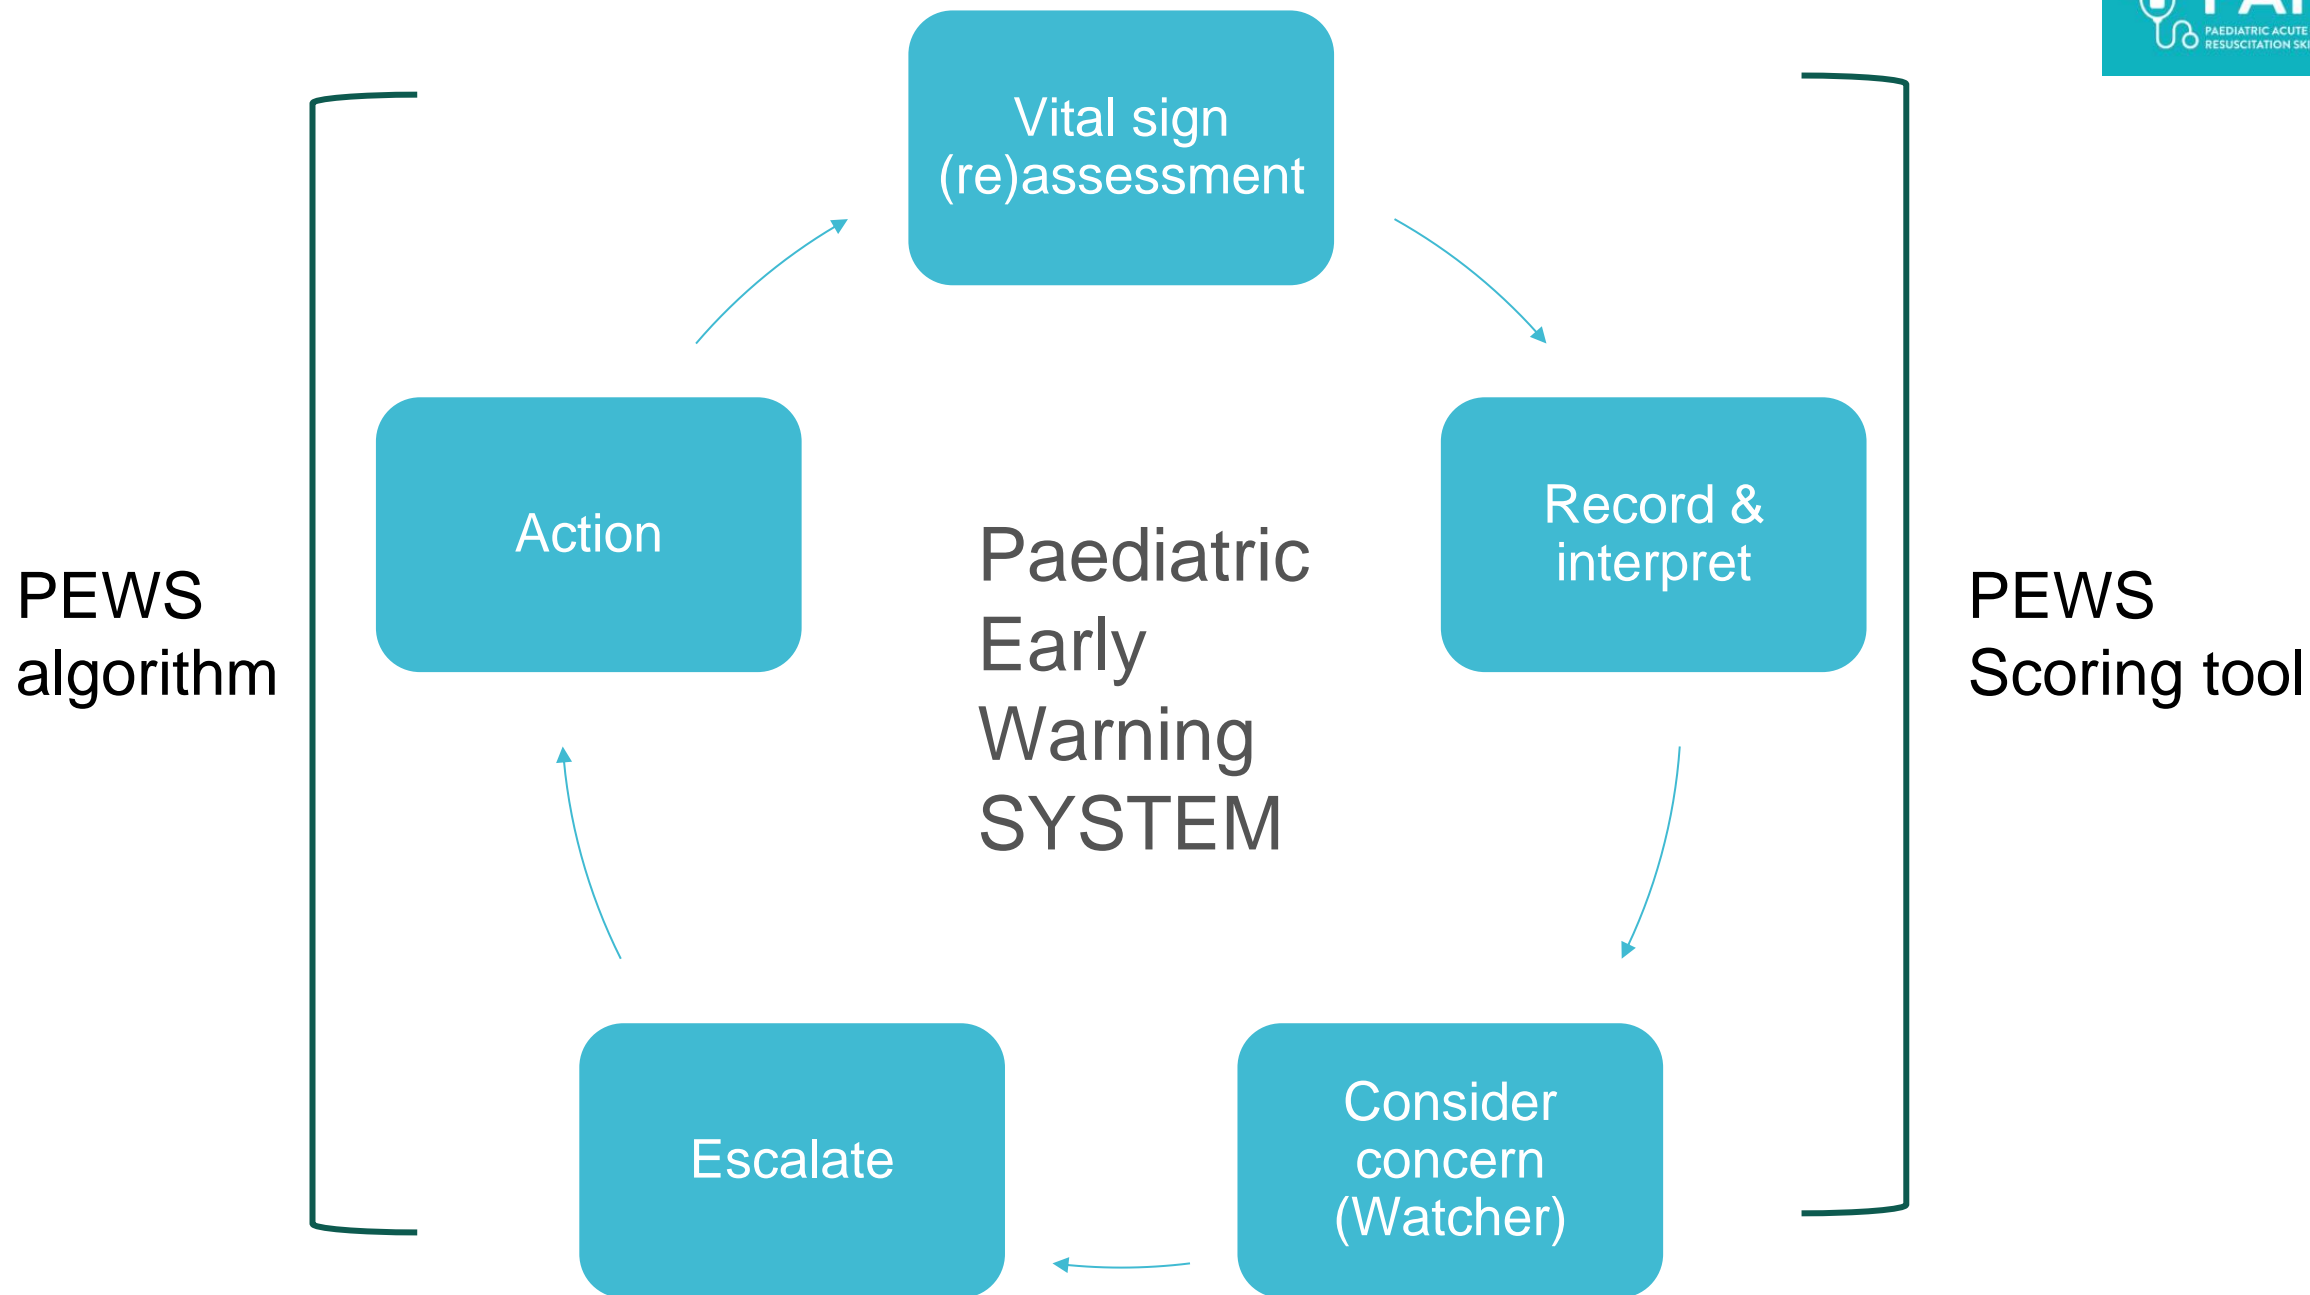 PAEDIATRIC ACUTE
RESUSCITATION
Vital sign
(re)assessment
Record &
interpret
Consider
concern
(Watcher)
Escalate
Action
Paediatric
Early
Warning
SYSTEM
PEWS
algorithm
PEWS
Scoring tool